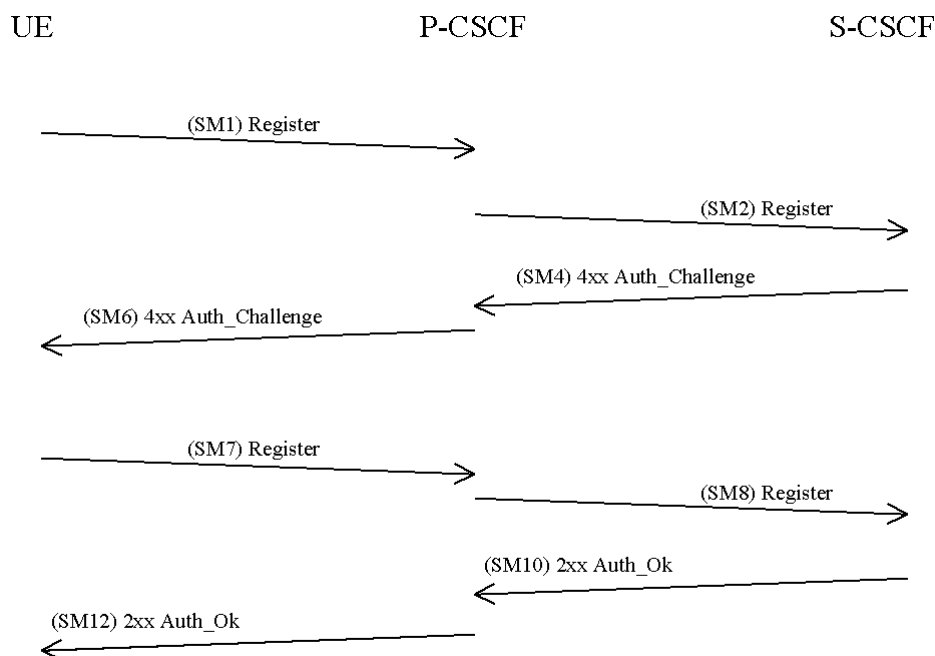 UE P-CSCF S-CSCF
(SM1) Register
(SM2) Register
(SM4) 4xx Auth_Challenge
(SM6) 4xx Auth_Challenge
(SM7) Register
(SM8) Register
(SM10) 2xx Auth_Ok
(SM12) 2xx Auth_Ok